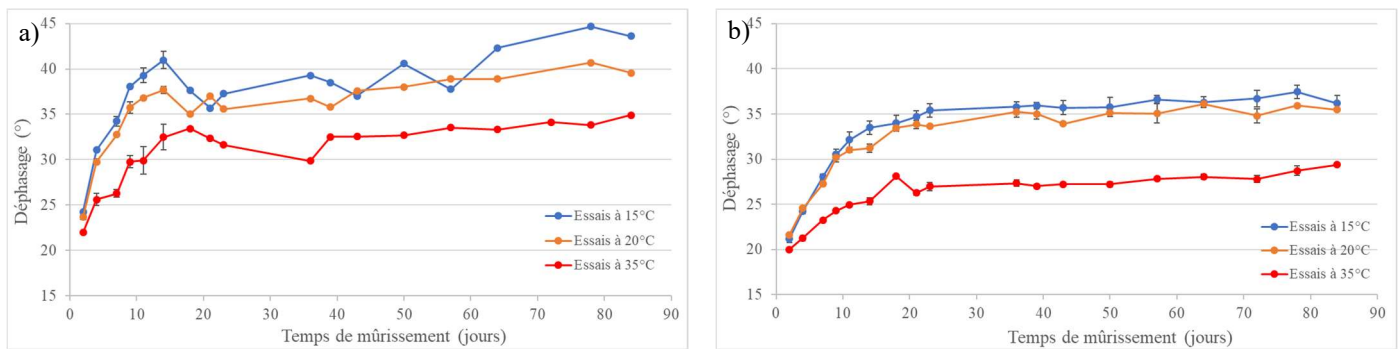 a)
45
40
35
30
25
20
15
Déphasage (°)
0 10 20 30 40 50 60 70 80 90
Temps de mûrissement (jours)
Essais à 15°C
Essais à 20°C
Essais à 35°C
b)
45
40
35
30
25
20
15
Déphasage (°)
0 10 20 30 40 50 60 70 80 90
Temps de mûrissement (jours)
Essais à 15°C
Essais à 20°C
Essais à 35°C